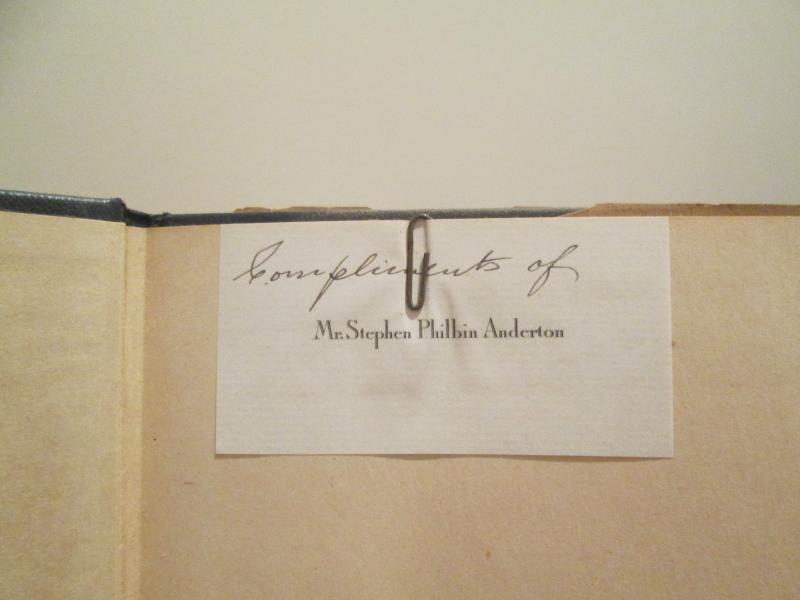 Compliments of
Mr. Stephen Philbin Anderton